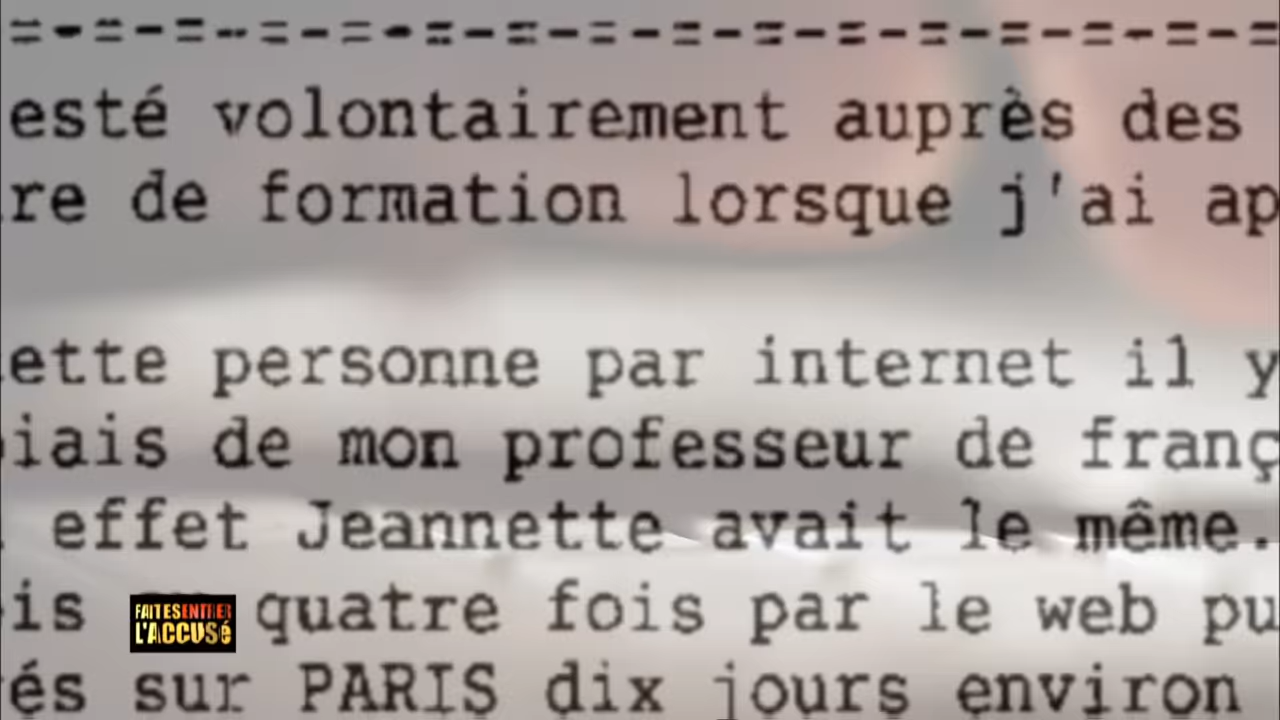 =-=-=-=-=-=-=-=-=-=-=-=-=-=-=-=
esté volontairement auprès des
re de formation lorsque j'ai ap
ette personne par internet il y
iais de mon professeur de franç
effet Jeannette avait le même.
is quatre fois par le web pu
és sur PARIS dix jours environ
FAITES ENTRER
L'ACCUSÉ